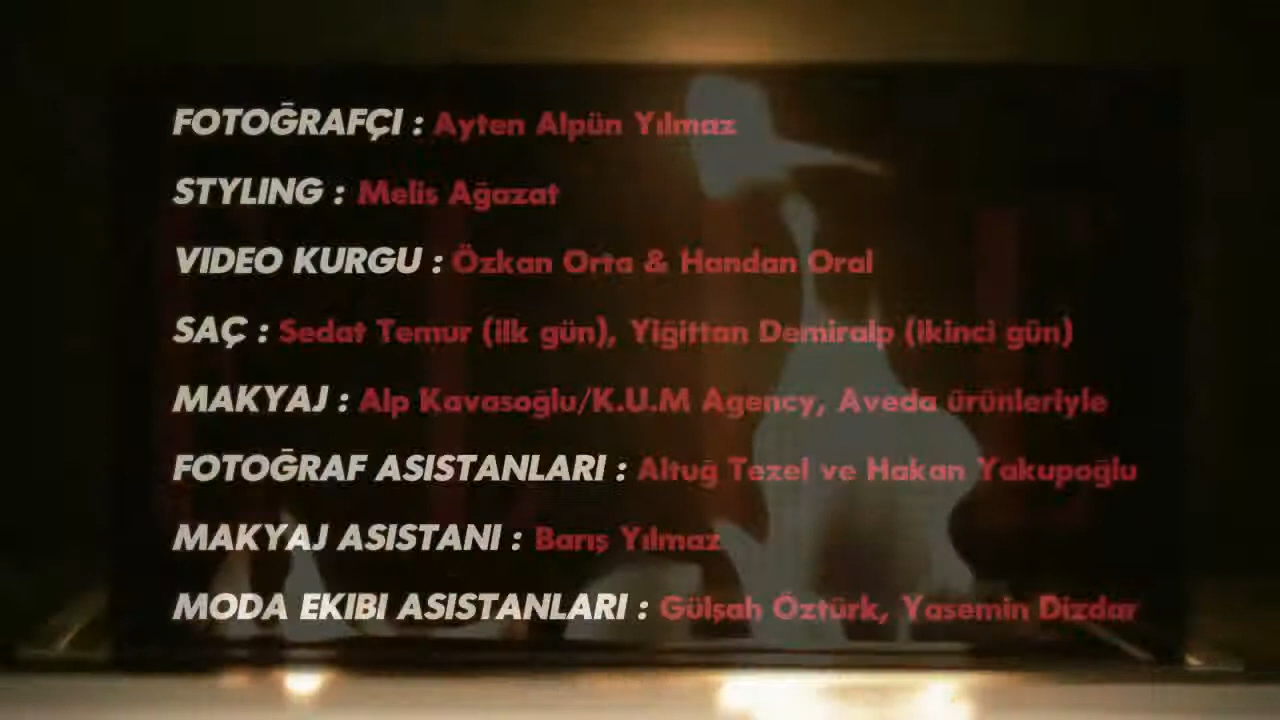 FOTOĞRAFÇI : Ayten Alpün Yılmaz
STYLING : Melis Ağazat
VIDEO KURGU : Özkan Orta & Handan Oral
SAÇ : Sedat Temur (ilk gün), Yiğittan Demiralp (ikinci gün)
MAKYAJ : Alp Kavasoğlu/K.U.M Agency, Aveda ürünleriyle
FOTOĞRAF ASISTANLARI : Altuğ Tezel ve Hakan Yakupoğlu
MAKYAJ ASISTANI : Barış Yılmaz
MODA EKIBI ASISTANLARI : Gülşah Öztürk, Yasemin Dizdar